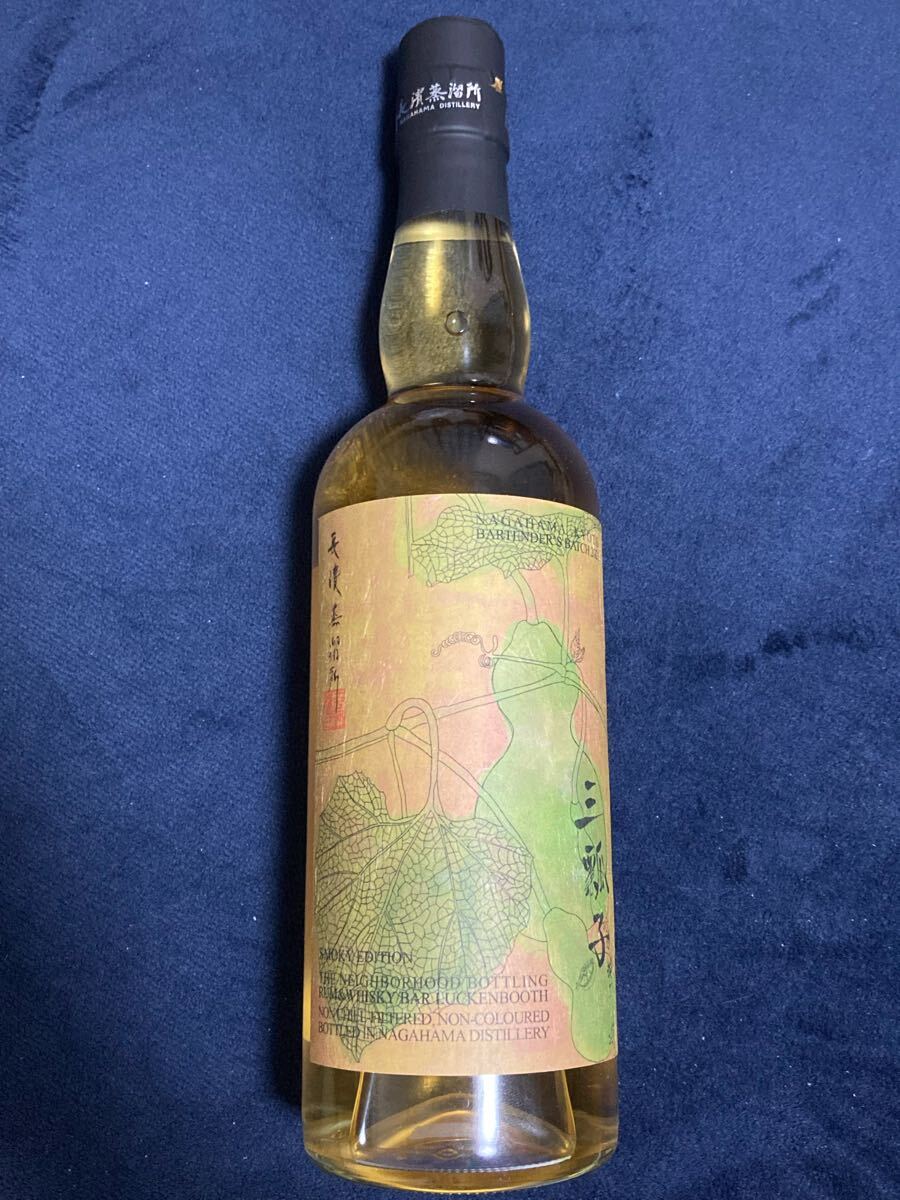 長濱蒸溜所
NAGAHAMA DISTILLERY
NAGAHAMA
BARTENDER'S BATCH
長濱蒸溜所
三瓢子
SMOKY EDITION
THE NEIGHBORHOOD BOTTLING
RUM&WHISKY BAR LUCKENBOOTH
NON CHILL-FILTERED, NON-COLOURED
BOTTLED IN NAGAHAMA DISTILLERY